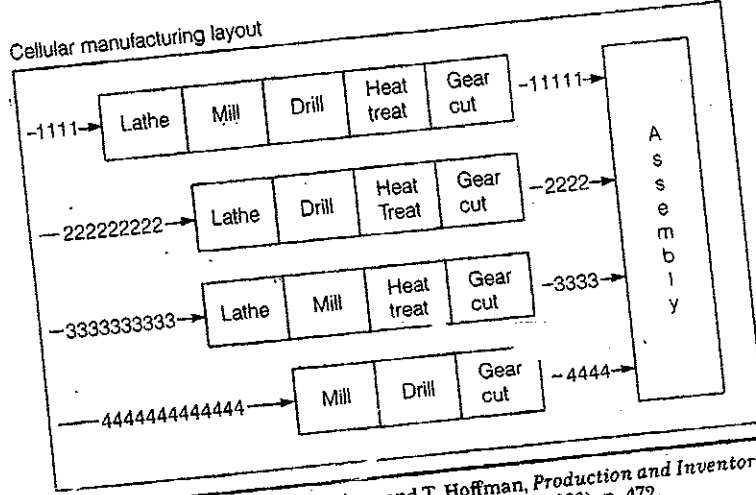 Cellular manufacturing layout
-1111→ Lathe Mill Drill Heat treat Gear cut -11111→
-222222222→ Lathe Drill Heat Treat Gear cut -2222→
-3333333333→ Lathe Mill Heat treat Gear cut -3333→
-4444444444444→ Mill Drill Gear cut -4444→
Assembly
and T. Hoffman, Production and Inventor
p. 472.